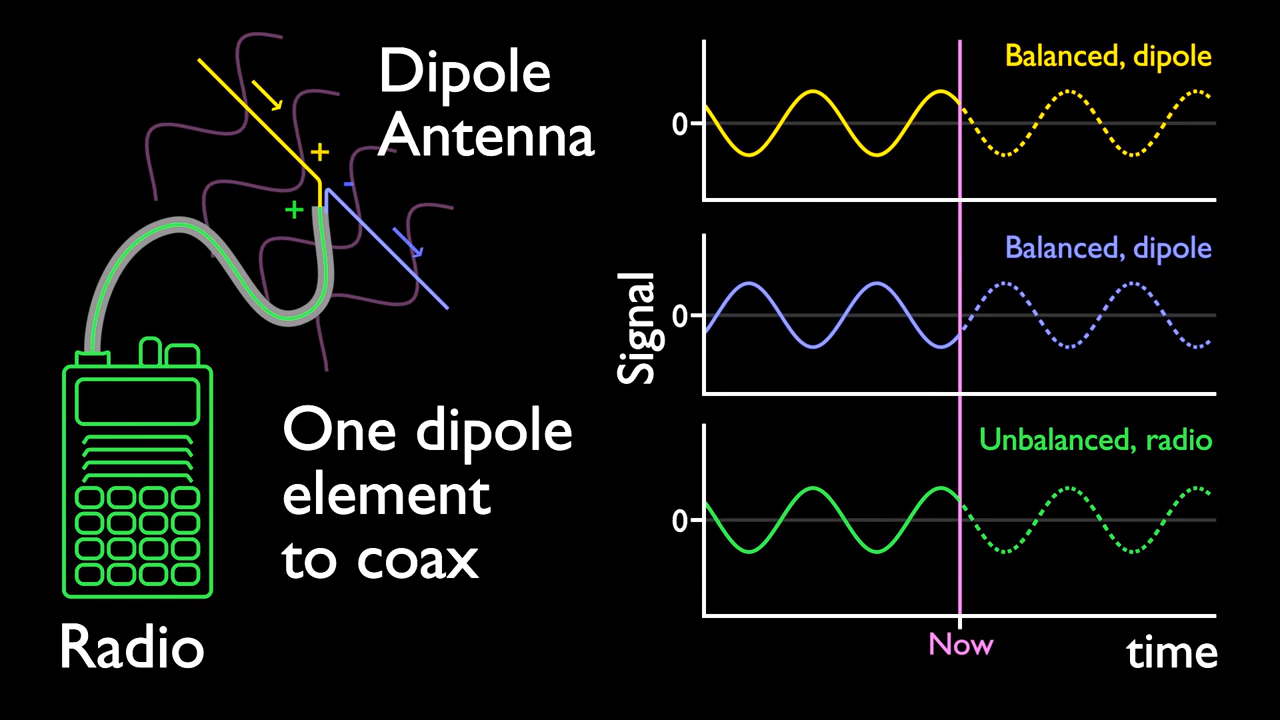 Dipole
Antenna
+
-
+
One dipole
element
to coax
Radio
Signal
Balanced, dipole
0
Balanced, dipole
0
Unbalanced, radio
0
Now
time